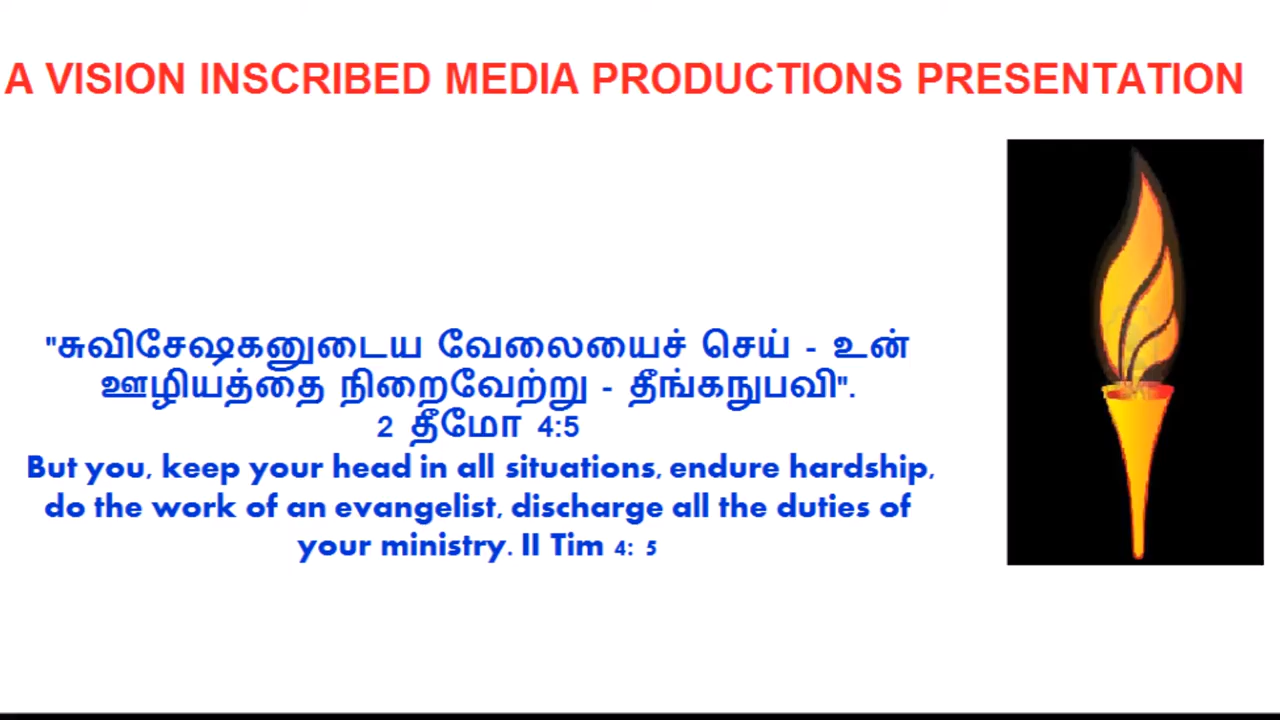 A VISION INSCRIBED MEDIA PRODUCTIONS PRESENTATION
"சுவிசேஷகனுடைய வேலையைச் செய் - உன்
ஊழியத்தை நிறைவேற்று - தீங்கநுபவி".
2 தீமோ 4:5
But you, keep your head in all situations, endure hardship,
do the work of an evangelist, discharge all the duties of
your ministry. II Tim 4: 5